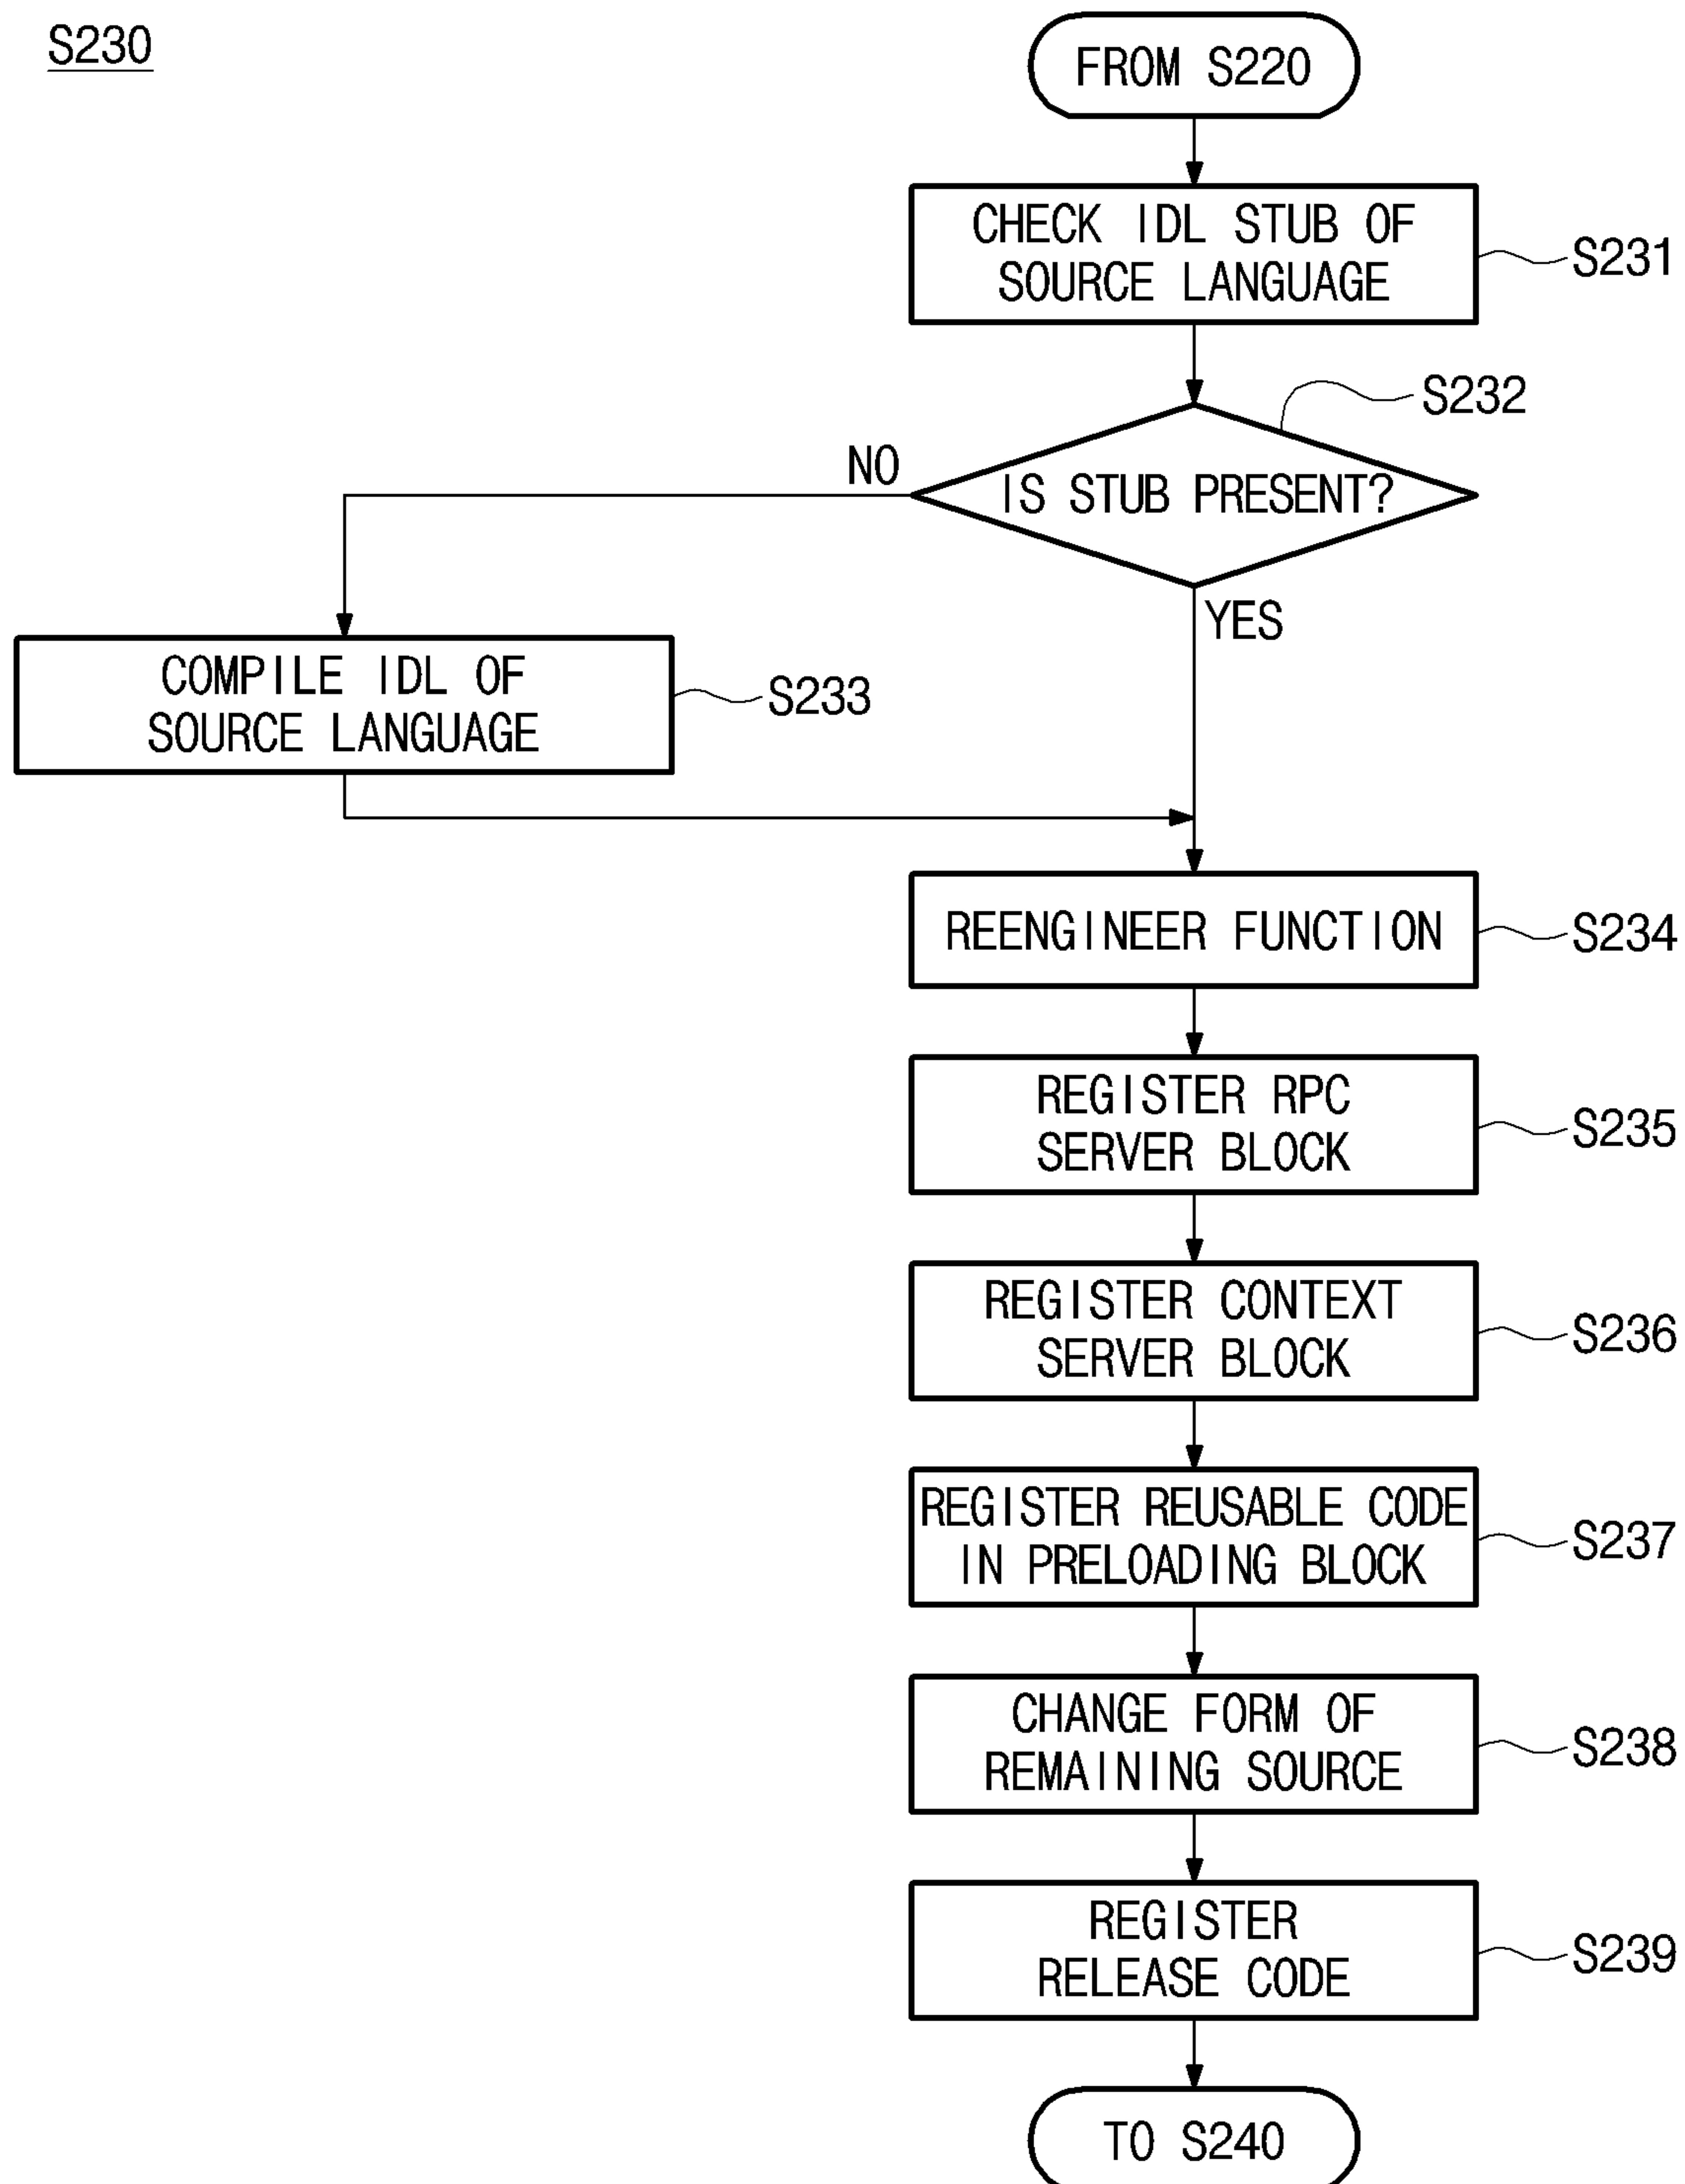 S230
FROM S220
CHECK IDL STUB OF
SOURCE LANGUAGE
S231
S232
NO
IS STUB PRESENT?
YES
COMPILE IDL OF
SOURCE LANGUAGE
S233
REENGINEER FUNCTION
S234
REGISTER RPC
SERVER BLOCK
S235
REGISTER CONTEXT
SERVER BLOCK
S236
REGISTER REUSABLE CODE
IN PRELOADING BLOCK
S237
CHANGE FORM OF
REMAINING SOURCE
S238
REGISTER
RELEASE CODE
S239
TO S240